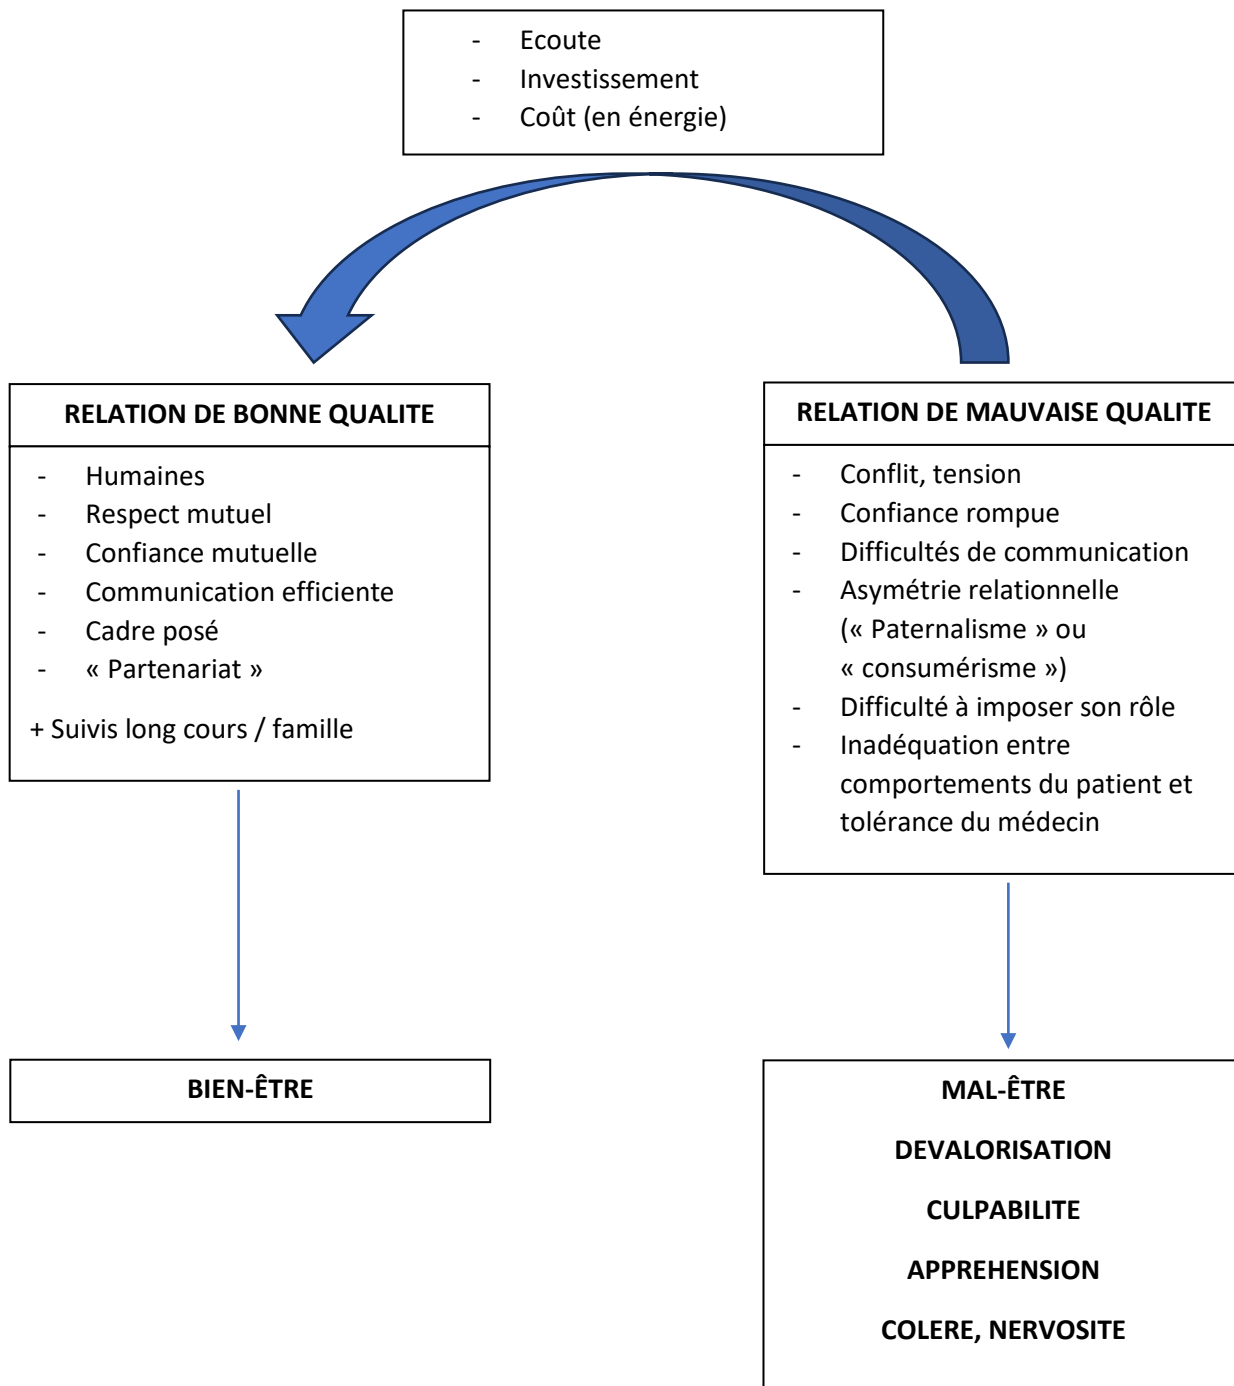 - Ecoute
- Investissement
- Coût (en énergie)
RELATION DE BONNE QUALITE
- Humaines
- Respect mutuel
- Confiance mutuelle
- Communication efficiente
- Cadre posé
- « Partenariat »
+ Suivis long cours / famille
RELATION DE MAUVAISE QUALITE
- Conflit, tension
- Confiance rompue
- Difficultés de communication
- Asymétrie relationnelle
(« Paternalisme » ou
« consumérisme »)
- Difficulté à imposer son rôle
- Inadéquation entre
comportements du patient et
tolérance du médecin
BIEN-ÊTRE
MAL-ÊTRE
DEVALORISATION
CULPABILITE
APPREHENSION
COLERE, NERVOSITE